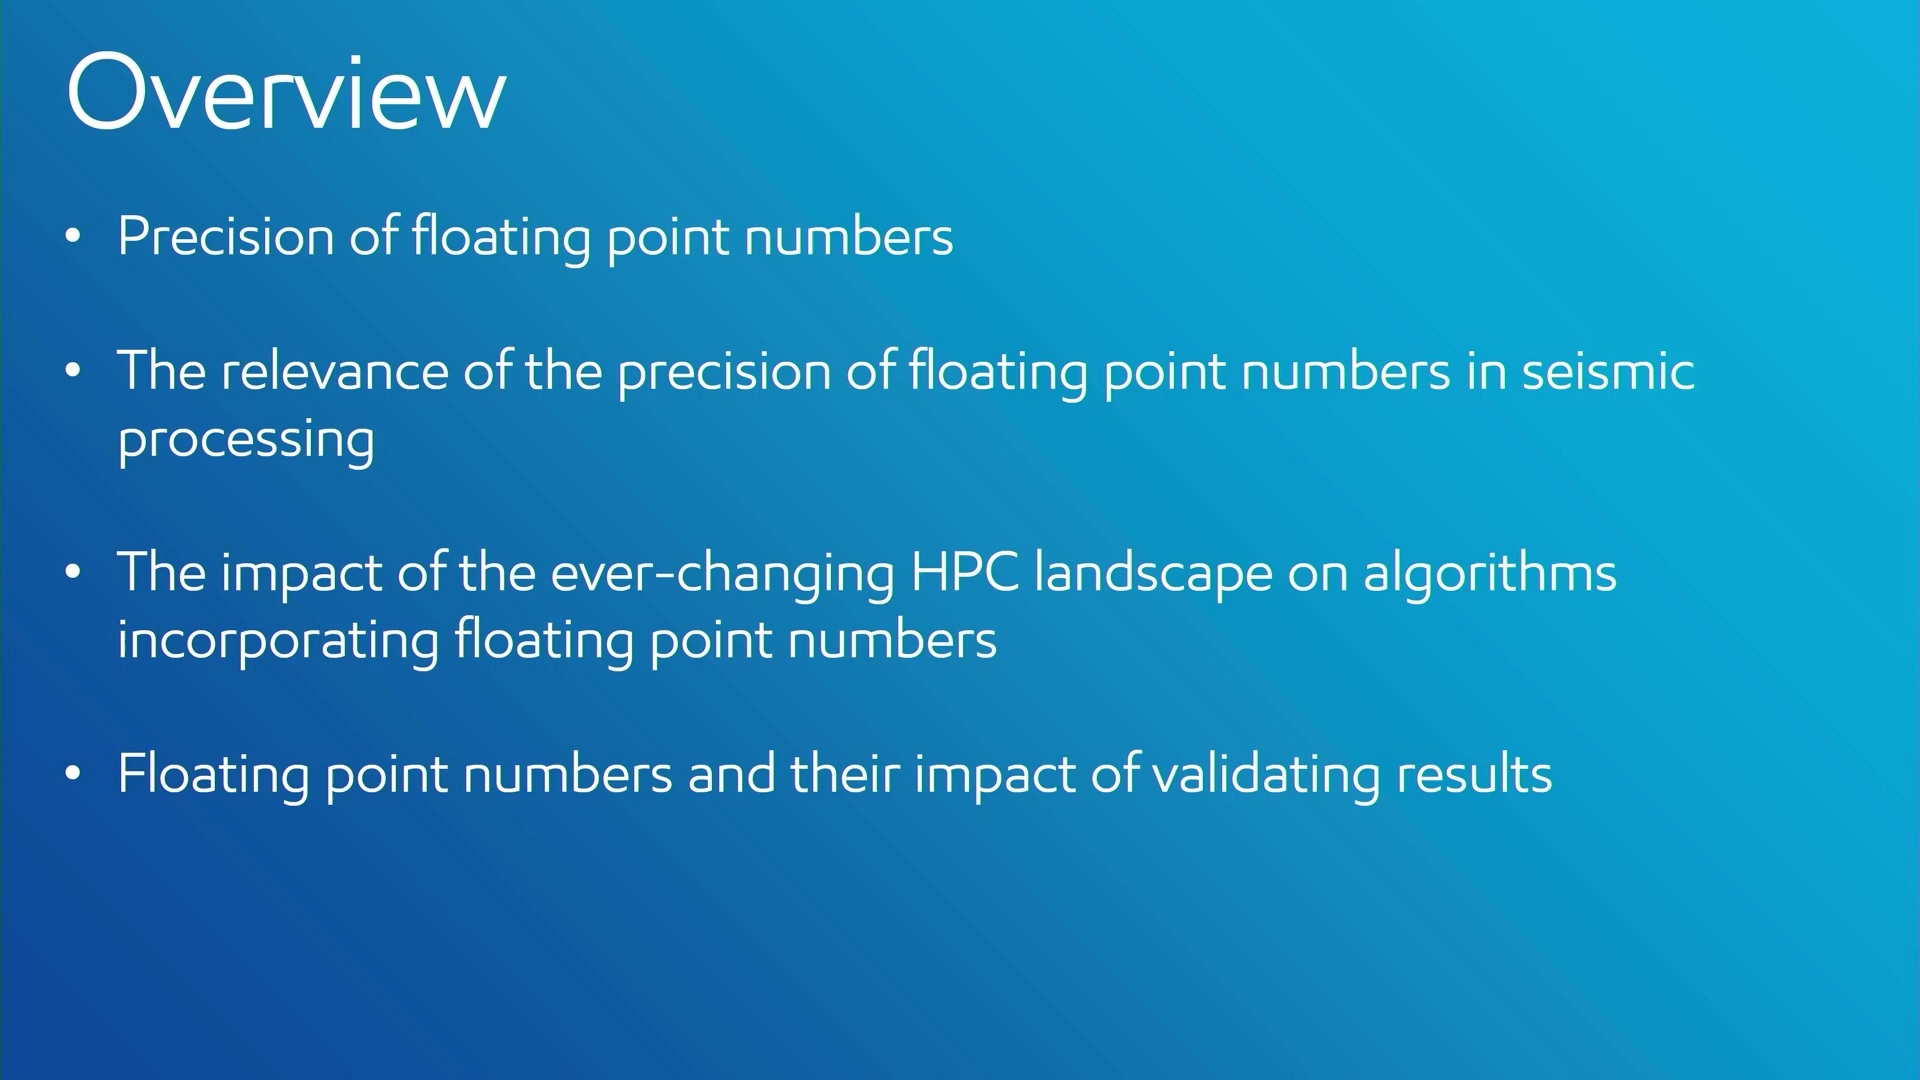 Overview
• Precision of floating point numbers
• The relevance of the precision of floating point numbers in seismic
processing
• The impact of the ever-changing HPC landscape on algorithms
incorporating floating point numbers
• Floating point numbers and their impact of validating results